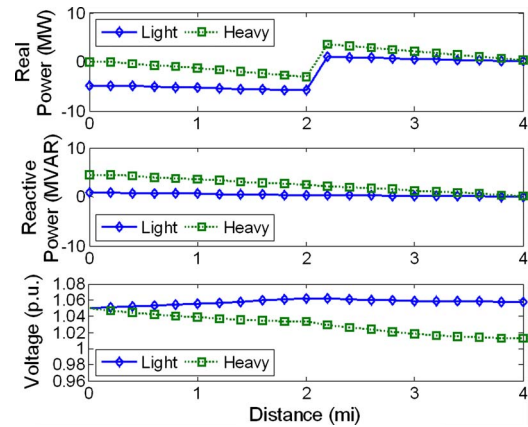 10
0
-10
Real
Power (MW)
Light
Heavy
0
1
2
3
4
10
0
-10
Reactive
Power (MVAR)
Light
Heavy
0
1
2
3
4
1.08
1.06
1.04
1.02
1
0.98
0.96
Voltage (p.u.)
Light
Heavy
0
1
2
3
4
Distance (mi)